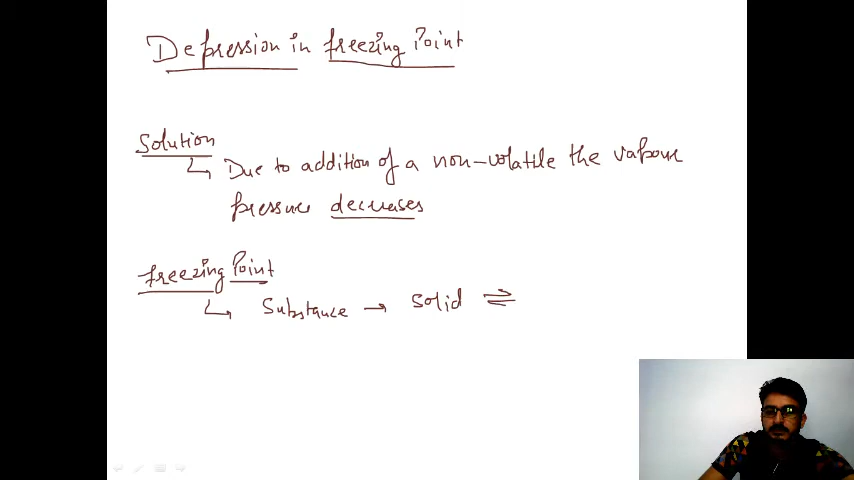 Depression in freezing Point
Solution
↳ Due to addition of a non-volatile the vapour
pressure decreases
freezing Point
↳ Substance → Solid ⇌